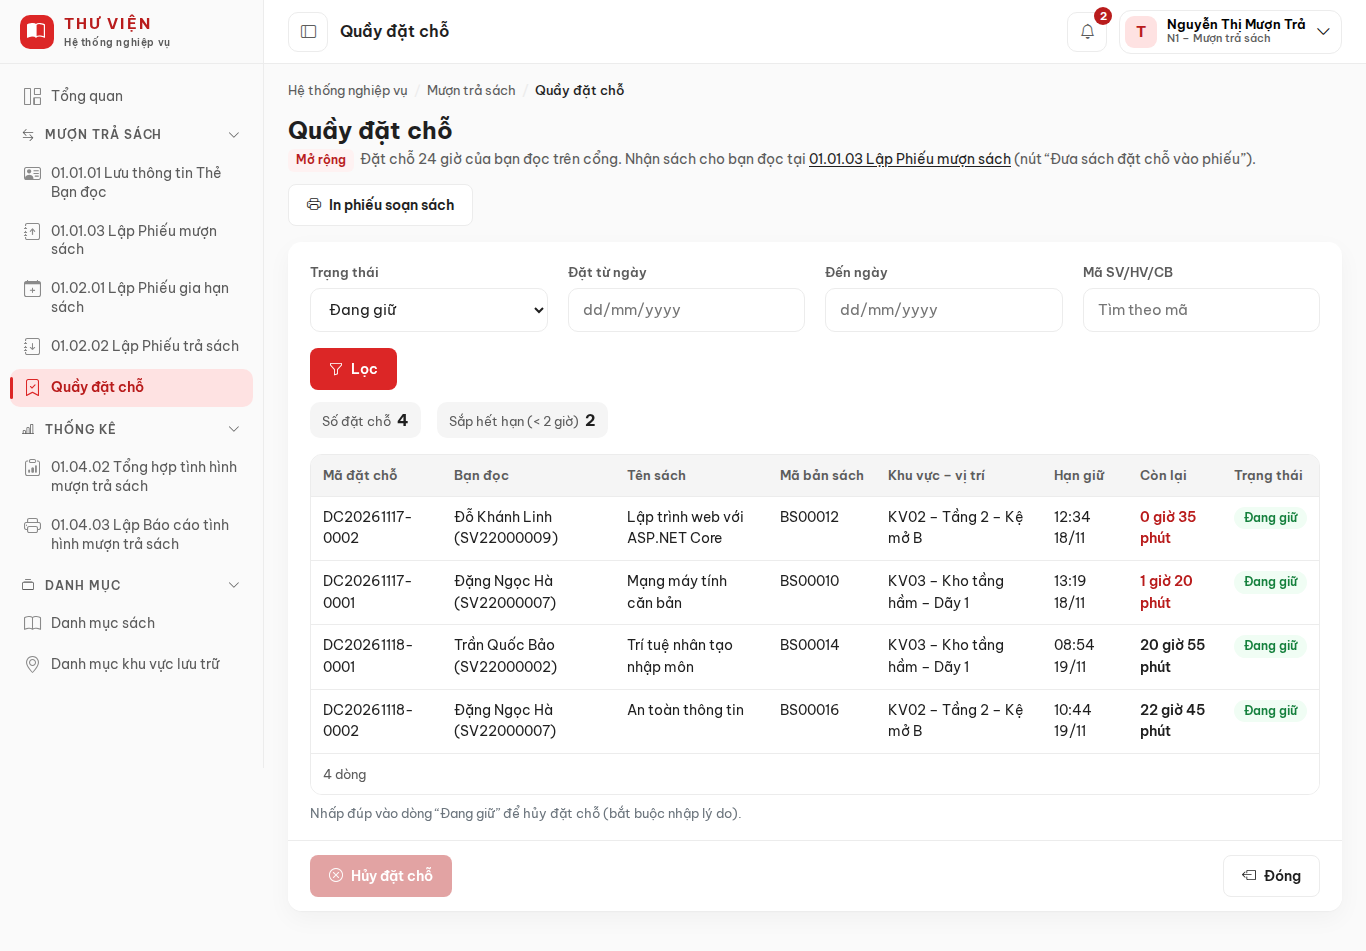 THƯ VIỆN
Hệ thống nghiệp vụ
Quầy đặt chỗ
2
T
Nguyễn Thị Mượn Trả
N1 – Mượn trả sách
Tổng quan
MƯỢN TRẢ SÁCH
01.01.01 Lưu thông tin Thẻ
Bạn đọc
01.01.03 Lập Phiếu mượn
sách
01.02.01 Lập Phiếu gia hạn
sách
01.02.02 Lập Phiếu trả sách
Quầy đặt chỗ
THỐNG KÊ
01.04.02 Tổng hợp tình hình
mượn trả sách
01.04.03 Lập Báo cáo tình
hình mượn trả sách
DANH MỤC
Danh mục sách
Danh mục khu vực lưu trữ
Hệ thống nghiệp vụ / Mượn trả sách / Quầy đặt chỗ
Quầy đặt chỗ
Mở rộng Đặt chỗ 24 giờ của bạn đọc trên cổng. Nhận sách cho bạn đọc tại 01.01.03 Lập Phiếu mượn sách (nút “Đưa sách đặt chỗ vào phiếu”).
In phiếu soạn sách
Trạng thái Đặt từ ngày Đến ngày Mã SV/HV/CB
Đang giữ dd/mm/yyyy dd/mm/yyyy Tìm theo mã
Lọc
Số đặt chỗ 4 Sắp hết hạn (< 2 giờ) 2
Mã đặt chỗ Bạn đọc Tên sách Mã bản sách Khu vực – vị trí Hạn giữ Còn lại Trạng thái
DC20261117- Đỗ Khánh Linh Lập trình web với BS00012 KV02 – Tầng 2 – Kệ 12:34 0 giờ 35 Đang giữ
0002 (SV22000009) ASP.NET Core mở B 18/11 phút
DC20261117- Đặng Ngọc Hà Mạng máy tính BS00010 KV03 – Kho tầng 13:19 1 giờ 20 Đang giữ
0001 (SV22000007) căn bản hầm – Dãy 1 18/11 phút
DC20261118- Trần Quốc Bảo Trí tuệ nhân tạo BS00014 KV03 – Kho tầng 08:54 20 giờ 55 Đang giữ
0001 (SV22000002) nhập môn hầm – Dãy 1 19/11 phút
DC20261118- Đặng Ngọc Hà An toàn thông tin BS00016 KV02 – Tầng 2 – Kệ 10:44 22 giờ 45 Đang giữ
0002 (SV22000007) mở B 19/11 phút
4 dòng
Nhấp đúp vào dòng “Đang giữ” để hủy đặt chỗ (bắt buộc nhập lý do).
Hủy đặt chỗ Đóng